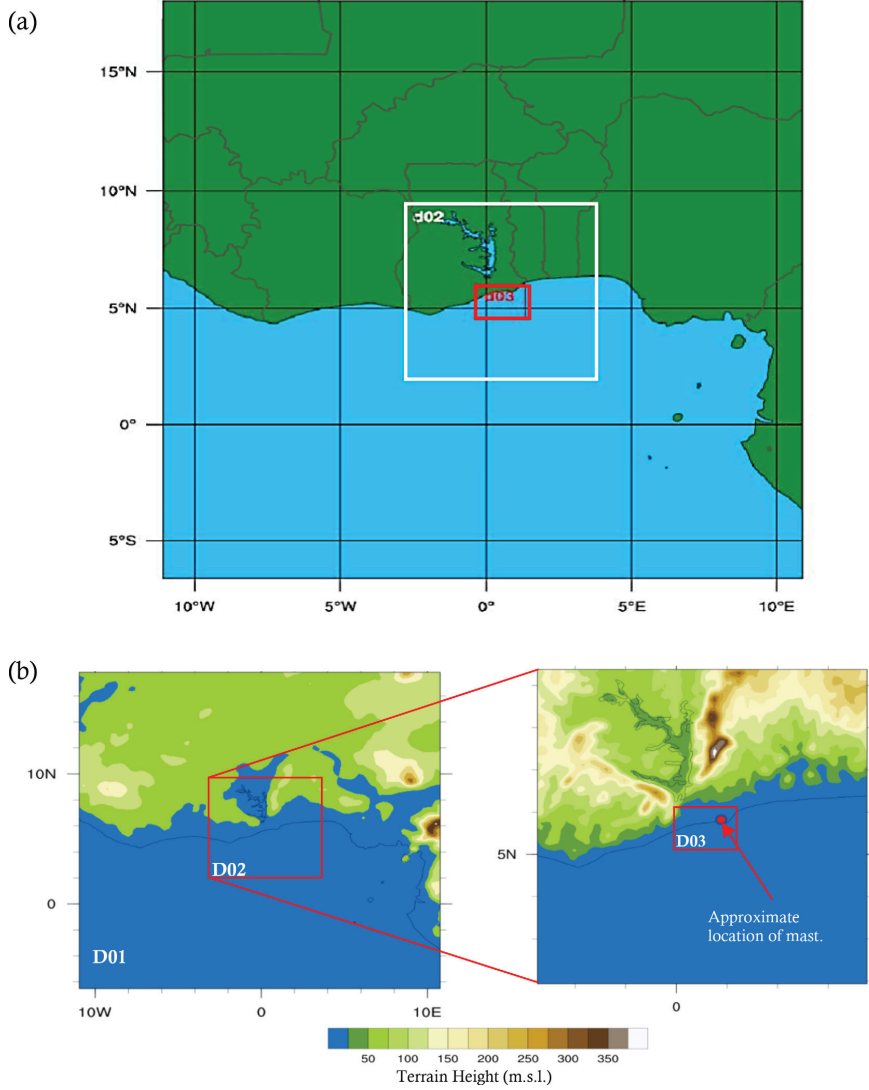 (a)
15°N
10°N
5°N
0°
5°S
10°W
5°W
0°
5°E
10°E
d02
d03
(b)
10N
0
10W
0
10E
D02
D01
5N
0
D03
Approximate
location of mast.
50 100 150 200 250 300 350
Terrain Height (m.s.l.)